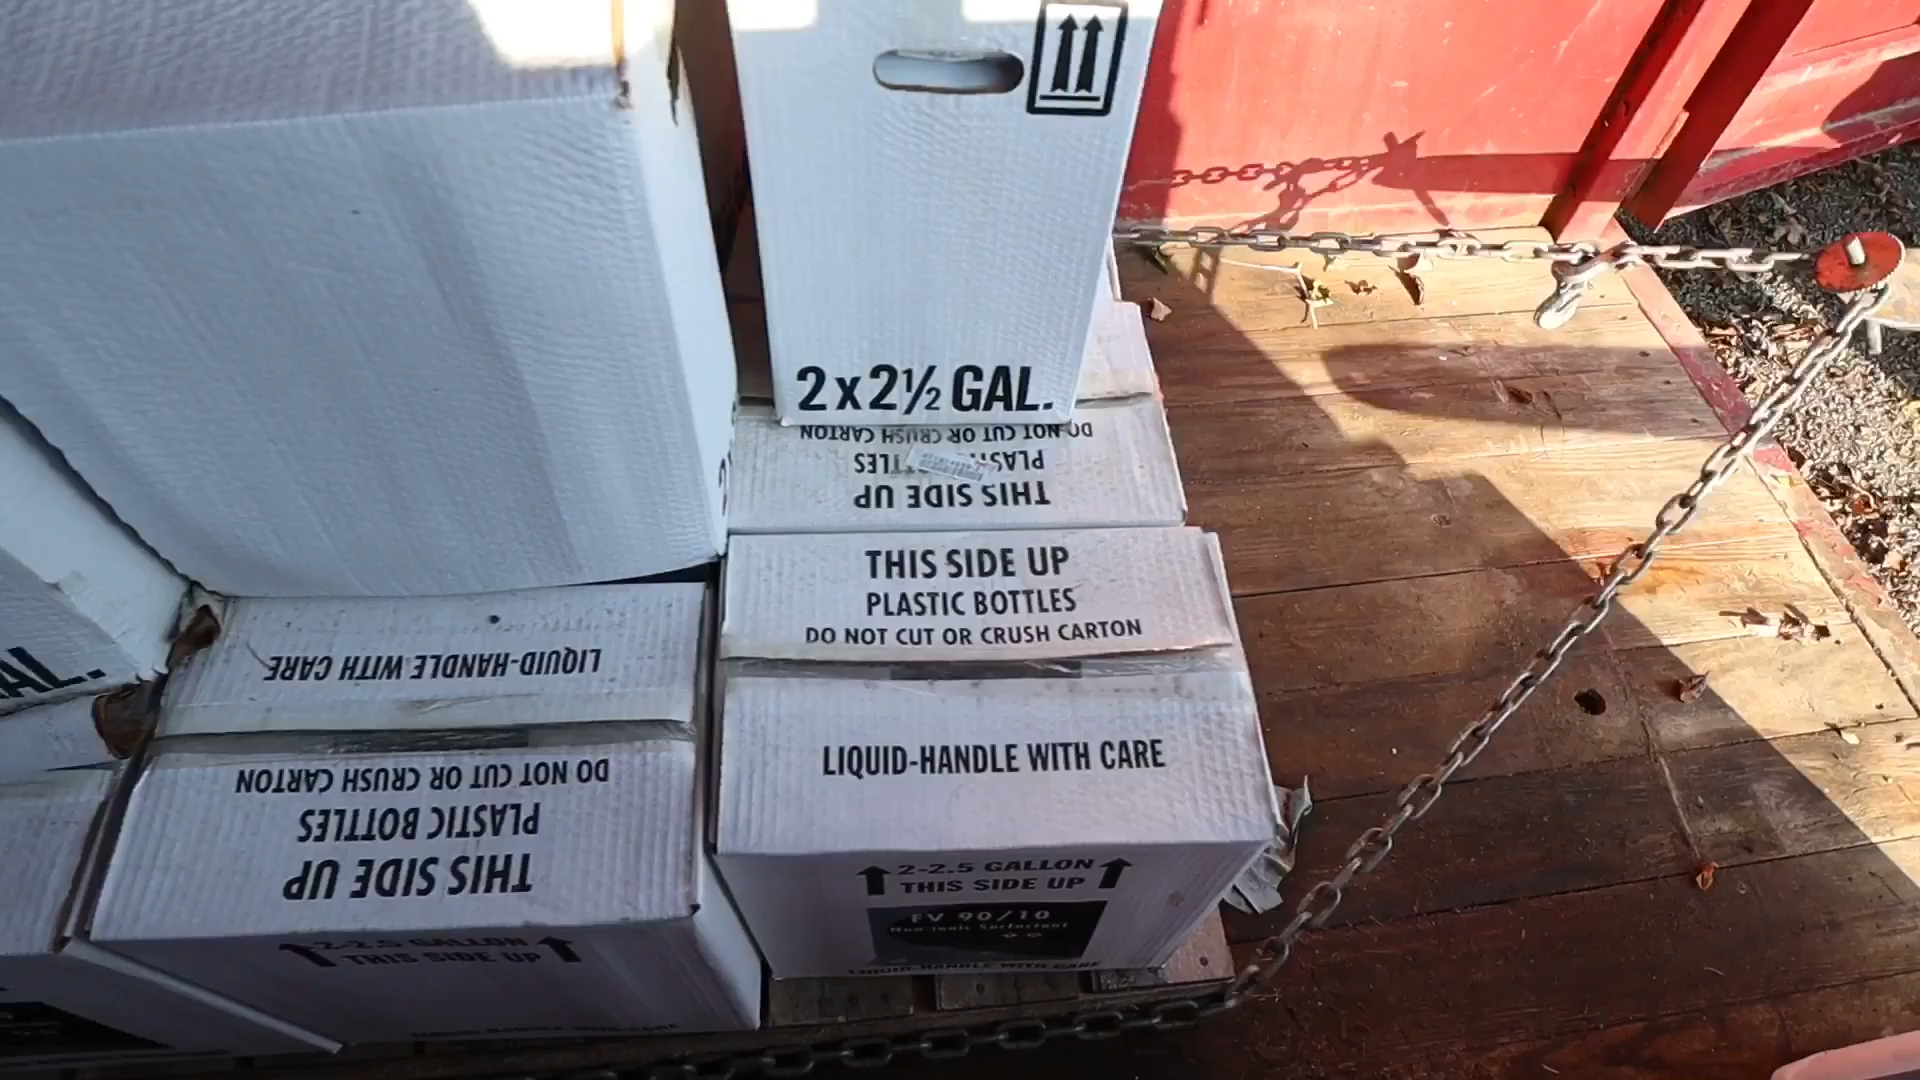 2 x 2½ GAL.
DO NOT CUT OR CRUSH CARTON
PLASTIC BOTTLES
THIS SIDE UP
THIS SIDE UP
PLASTIC BOTTLES
DO NOT CUT OR CRUSH CARTON
LIQUID-HANDLE WITH CARE
2-2.5 GALLON
THIS SIDE UP
FV 90/10
Non-ionic Surfactant
LIQUID-HANDLE WITH CARE
AL.
LIQUID-HANDLE WITH CARE
DO NOT CUT OR CRUSH CARTON
PLASTIC BOTTLES
THIS SIDE UP
2-2.5 GALLON
THIS SIDE UP